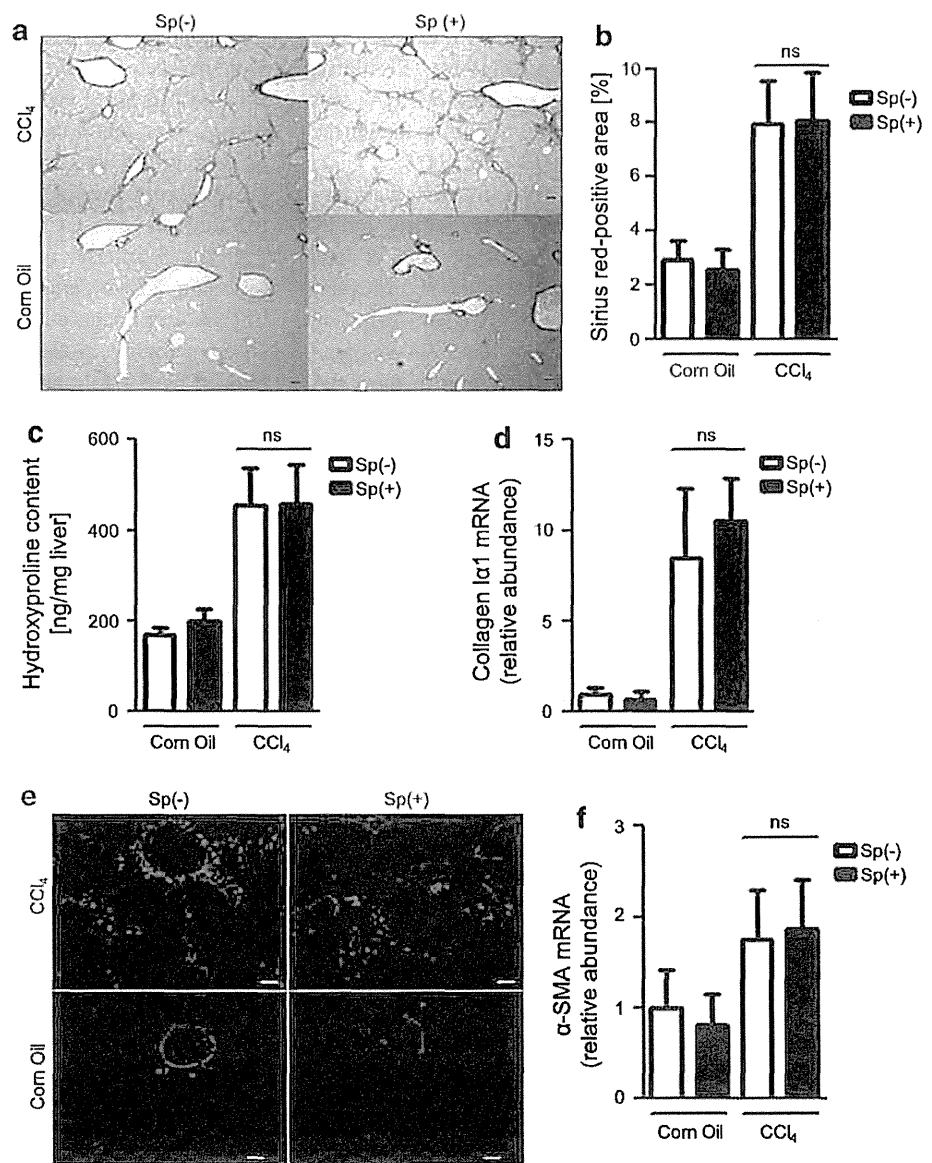 a
Sp(-)
Sp (+)
CCl4
Corn Oil
b
Sirius red-positive area [%]
10
8
6
4
2
0
ns
Sp(-)
Sp(+)
Corn Oil
CCl4
c
Hydroxyproline content
[ng/mg liver]
600
400
200
0
ns
Sp(-)
Sp(+)
Corn Oil
CCl4
d
Collagen Iα1 mRNA
(relative abundance)
15
10
5
0
ns
Sp(-)
Sp(+)
Corn Oil
CCl4
e
Sp(-)
Sp(+)
CCl4
Corn Oil
f
α-SMA mRNA
(relative abundance)
3
2
1
0
ns
Sp(-)
Sp(+)
Corn Oil
CCl4